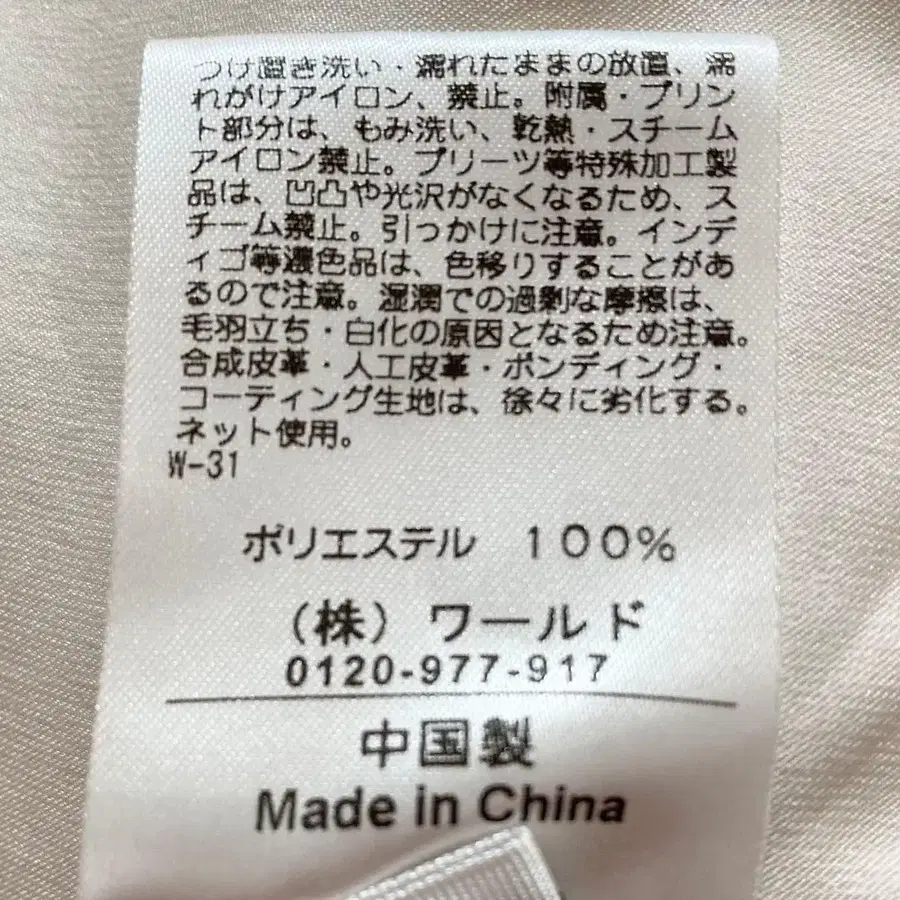 つけ置き洗い・濡れたままの放置、濡
れがけアイロン、禁止。附属・プリン
ト部分は、もみ洗い、乾熱・スチーム
アイロン禁止。プリーツ等特殊加工製
品は、凹凸や光沢がなくなるため、ス
チーム禁止。引っかけに注意。インデ
ィゴ等濃色品は、色移りすることがあ
るので注意。湿潤での過剰な摩擦は、
毛羽立ち・白化の原因となるため注意。
合成皮革・人工皮革・ボンディング・
コーティング生地は、徐々に劣化する。
ネット使用。
W-31
ポリエステル 100%
(株)ワールド
0120-977-917
中国製
Made in China